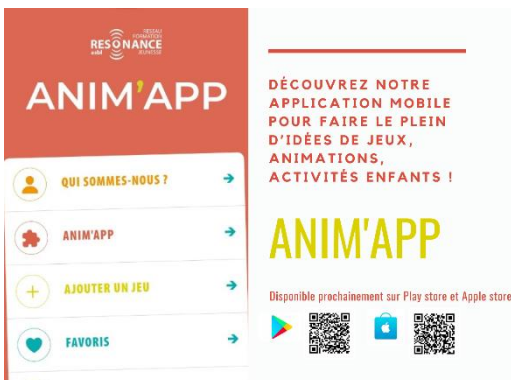 RÉSEAU
FORMATION
RESONANCE
asbl JEUNESSE
ANIM'APP
QUI SOMMES-NOUS ?
ANIM'APP
AJOUTER UN JEU
FAVORIS
DÉCOUVREZ NOTRE
APPLICATION MOBILE
POUR FAIRE LE PLEIN
D'IDÉES DE JEUX,
ANIMATIONS,
ACTIVITÉS ENFANTS !
ANIM'APP
Disponible prochainement sur Play store et Apple store